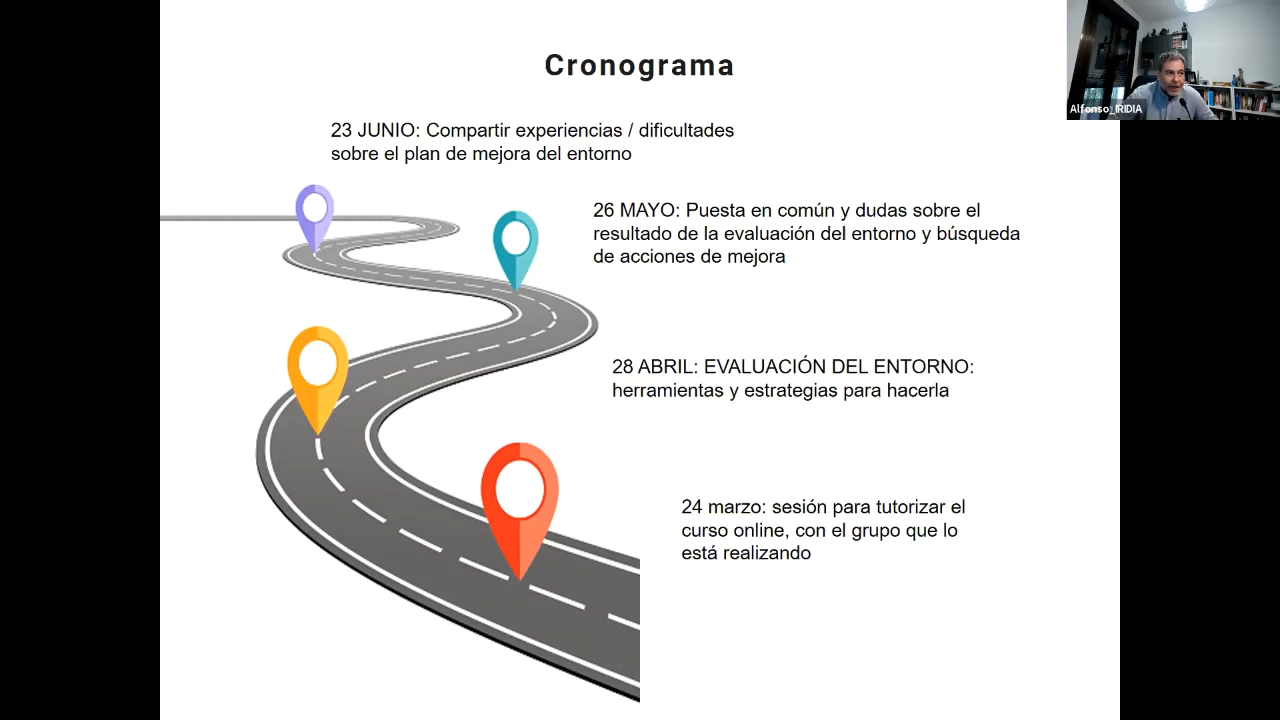 Cronograma
Alfonso_IRIDIA
23 JUNIO: Compartir experiencias / dificultades
sobre el plan de mejora del entorno
26 MAYO: Puesta en común y dudas sobre el
resultado de la evaluación del entorno y búsqueda
de acciones de mejora
28 ABRIL: EVALUACIÓN DEL ENTORNO:
herramientas y estrategias para hacerla
24 marzo: sesión para tutorizar el
curso online, con el grupo que lo
está realizando